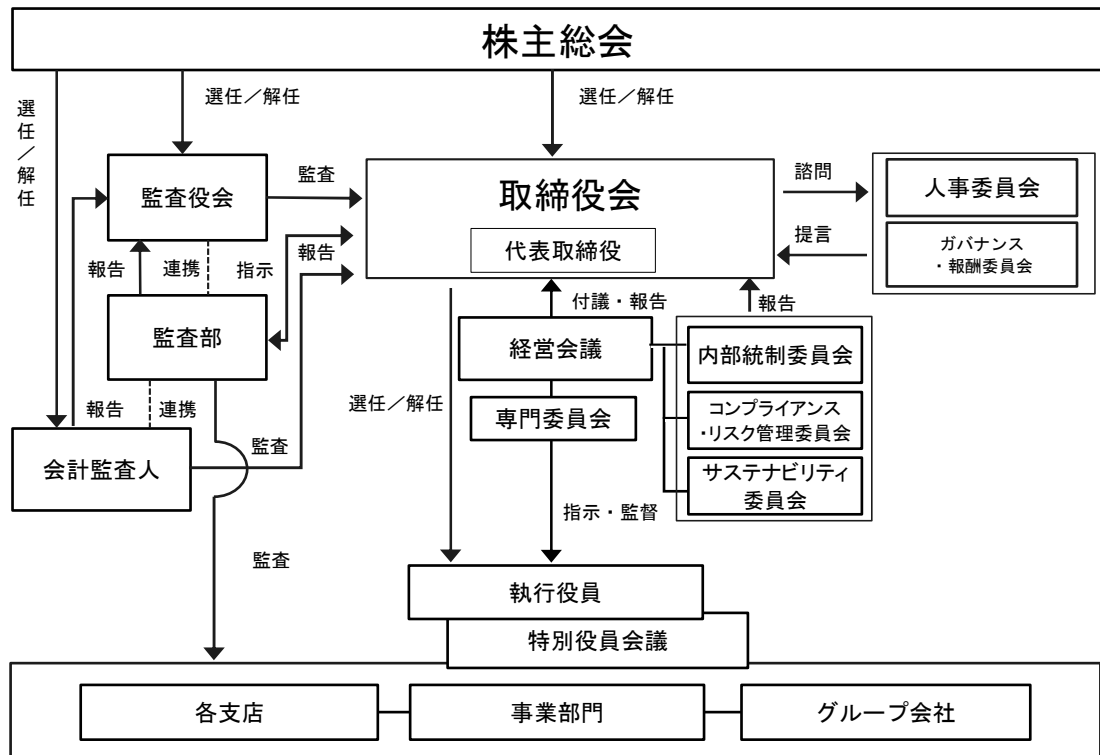 株主総会
選任／解任
選任／解任
選任／解任
監査役会
監査
取締役会
代表取締役
諮問
提言
人事委員会
ガバナンス
・報酬委員会
報告
連携
指示
報告
監査部
付議・報告
報告
経営会議
専門委員会
内部統制委員会
コンプライアンス
・リスク管理委員会
サステナビリティ
委員会
報告
連携
選任／解任
会計監査人
監査
指示・監督
監査
執行役員
特別役員会議
各支店
事業部門
グループ会社